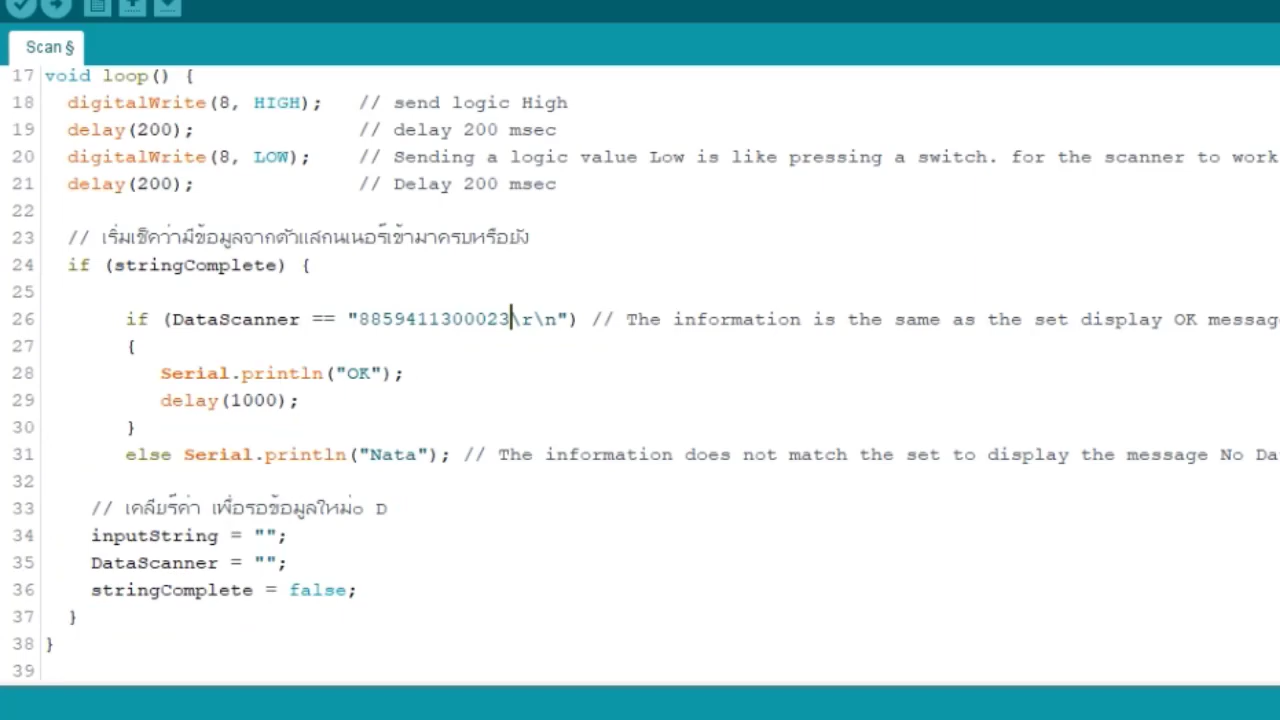 Scan §
17 void loop() {
18 digitalWrite(8, HIGH); // send logic High
19 delay(200); // delay 200 msec
20 digitalWrite(8, LOW); // Sending a logic value Low is like pressing a switch. for the scanner to work
21 delay(200); // Delay 200 msec
22
23 // เริ่มเช็คว่ามีข้อมูลจากตัวแสกนเนอร์เข้ามาครบหรือยัง
24 if (stringComplete) {
25
26 if (DataScanner == "8859411300023\r\n") // The information is the same as the set display OK messag
27 {
28 Serial.println("OK");
29 delay(1000);
30 }
31 else Serial.println("Nata"); // The information does not match the set to display the message No Da
32
33 // เคลียร์ค่า เพื่อรอข้อมูลใหม่o D
34 inputString = "";
35 DataScanner = "";
36 stringComplete = false;
37 }
38 }
39